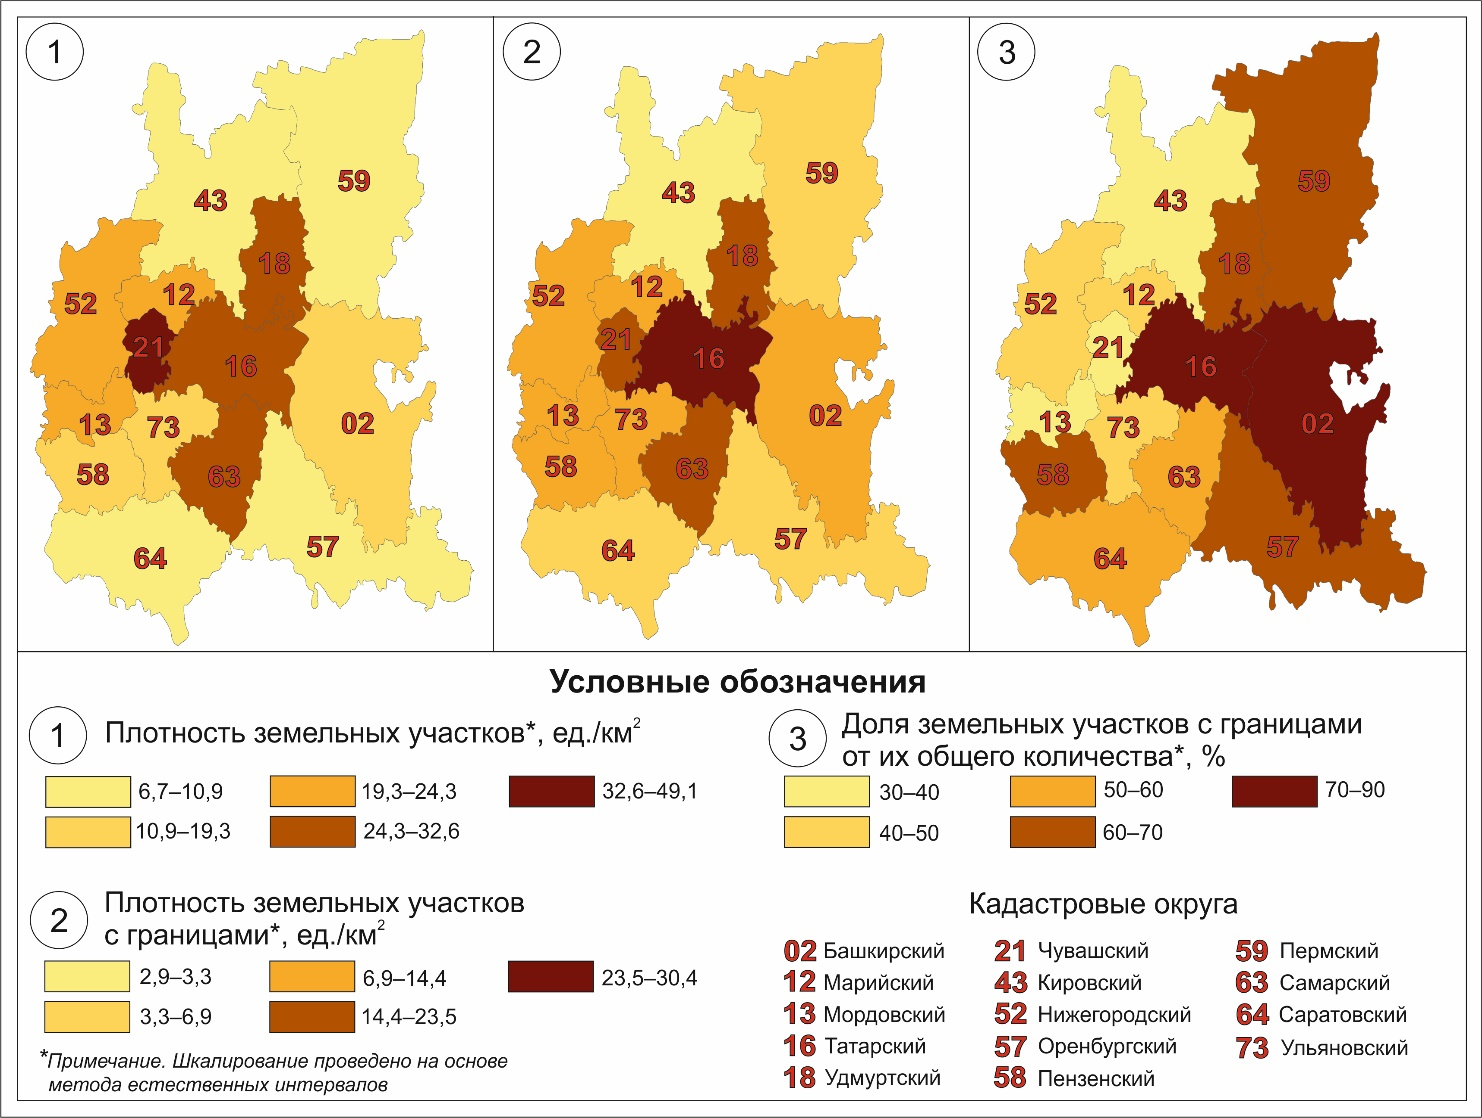 1
59
43
18
52
12
21
16
13
73
02
58
63
64
57
2
59
43
18
52
12
21
16
13
73
02
58
63
64
57
3
59
43
18
52
12
21
16
13
73
02
58
63
64
57
Условные обозначения
1 Плотность земельных участков*, ед./км²
6,7–10,9
10,9–19,3
19,3–24,3
24,3–32,6
32,6–49,1
2 Плотность земельных участков
с границами*, ед./км²
2,9–3,3
3,3–6,9
6,9–14,4
14,4–23,5
23,5–30,4
*Примечание. Шкалирование проведено на основе
метода естественных интервалов
3 Доля земельных участков с границами
от их общего количества*, %
30–40
40–50
50–60
60–70
70–90
Кадастровые округа
02 Башкирский
12 Марийский
13 Мордовский
16 Татарский
18 Удмуртский
21 Чувашский
43 Кировский
52 Нижегородский
57 Оренбургский
58 Пензенский
59 Пермский
63 Самарский
64 Саратовский
73 Ульяновский